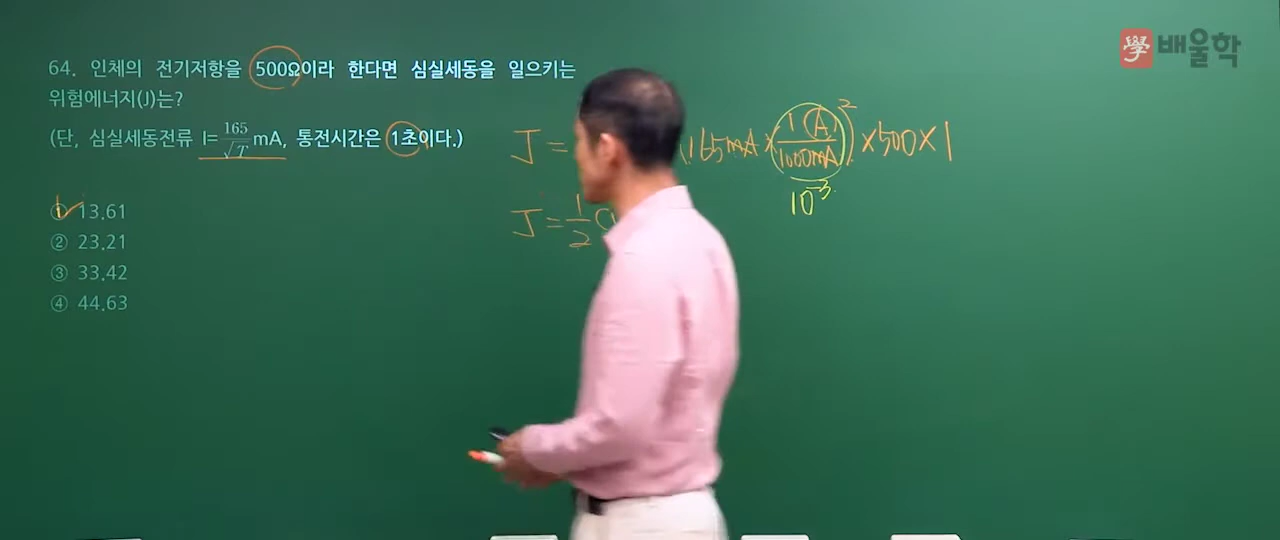 學 배울학
64. 인체의 전기저항을 500Ω이라 한다면 심실세동을 일으키는
위험에너지(J)는?
(단, 심실세동전류 I=165/√T mA, 통전시간은 1초이다.)
① 13.61
② 23.21
③ 33.42
④ 44.63
J = (165mA × 1(A)/1000mA)² × 500 × 1
10⁻³
J = 1/2 C